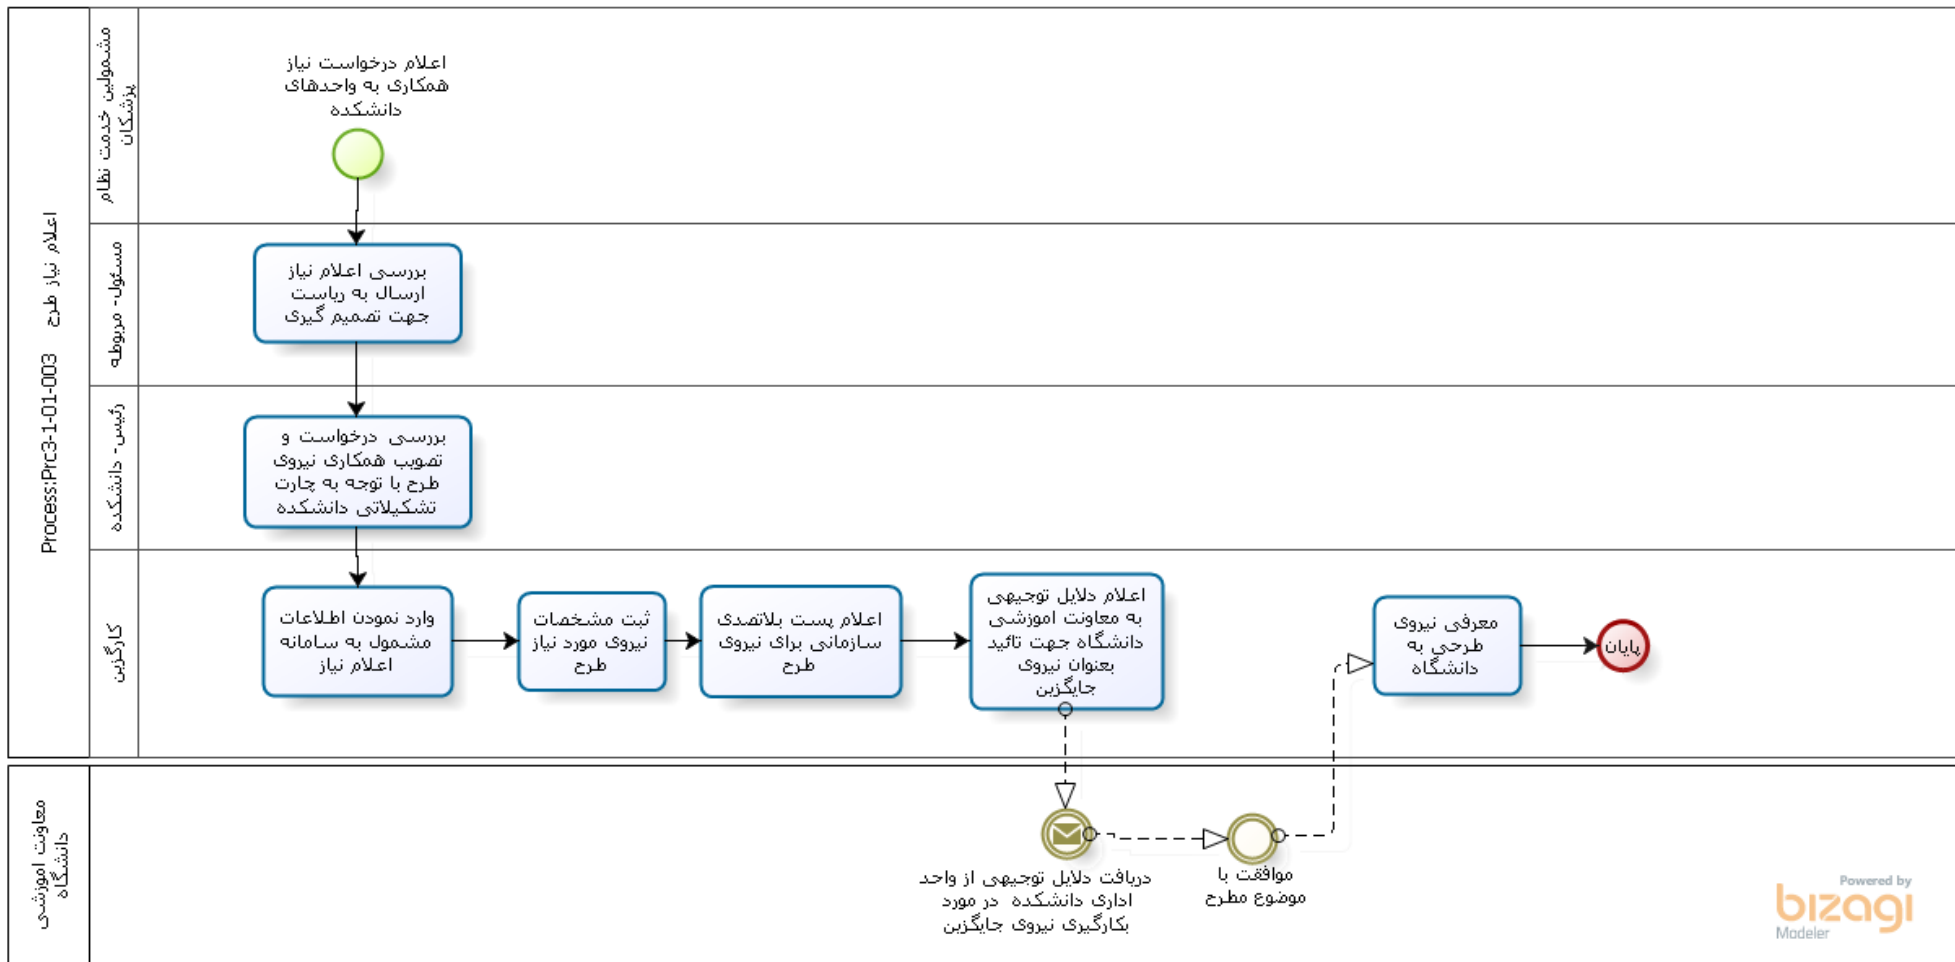 Process:Prc3-1-01-003 اعلام نیاز طرح
مشمولین خدمت نظام
پزشکان
اعلام درخواست نیاز
همکاری به واحدهای
دانشکده
مسئول- مربوطه
بررسی اعلام نیاز
ارسال به ریاست
جهت تصمیم گیری
رئیس- دانشکده
بررسی درخواست و
تصویب همکاری نیروی
طرح با توجه به چارت
تشکیلاتی دانشکده
کارگزین
وارد نمودن اطلاعات
مشمول به سامانه
اعلام نیاز
ثبت مشخصات
نیروی مورد نیاز
طرح
اعلام پست بلاتصدی
سازمانی برای نیروی
طرح
اعلام دلایل توجیهی
به معاونت اموزشی
دانشگاه جهت تائید
بعنوان نیروی
جایگزین
معرفی نیروی
طرحی به
دانشگاه
پایان
معاونت اموزشی
دانشگاه
دریافت دلایل توجیهی از واحد
اداری دانشکده در مورد
بکارگیری نیروی جایگزین
موافقت با
موضوع مطرح
Powered by
bizagi
Modeler